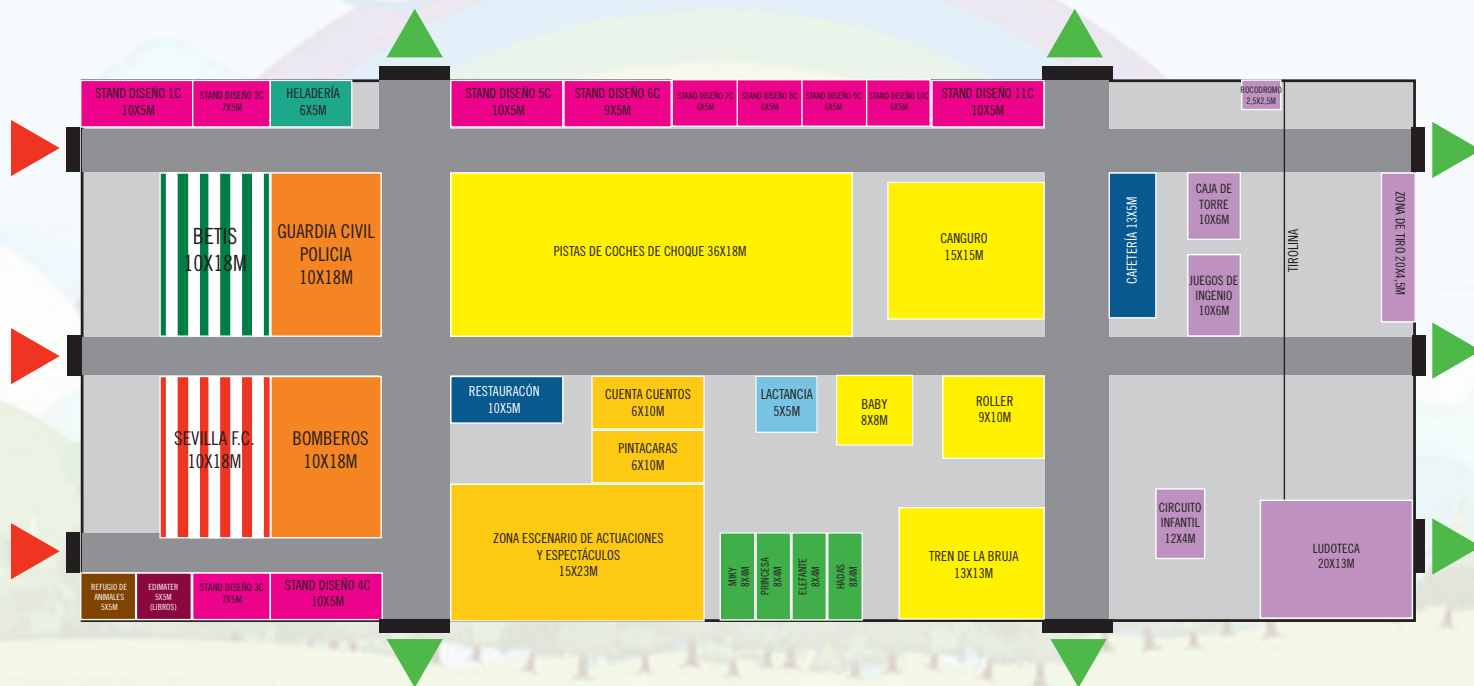 STAND DISEÑO 1C
10X5M
STAND DISEÑO 2C
7X5M
HELADERÍA
6X5M
STAND DISEÑO 5C
10X5M
STAND DISEÑO 6C
9X5M
STAND DISEÑO 7C
6X5M
STAND DISEÑO 8C
6X5M
STAND DISEÑO 9C
6X5M
STAND DISEÑO 10C
6X5M
STAND DISEÑO 11C
10X5M
ROCODROMO
2,5X2,5M
BETIS
10X18M
GUARDIA CIVIL
POLICIA
10X18M
PISTAS DE COCHES DE CHOQUE 36X18M
CANGURO
15X15M
CAFETERÍA 13X5M
CAJA DE
TORRE
10X6M
JUEGOS DE
INGENIO
10X6M
TIROLINA
ZONA DE TIRO 20X4,5M
SEVILLA F.C.
10X18M
BOMBEROS
10X18M
RESTAURACÓN
10X5M
CUENTA CUENTOS
6X10M
PINTACARAS
6X10M
LACTANCIA
5X5M
BABY
8X8M
ROLLER
9X10M
ZONA ESCENARIO DE ACTUACIONES
Y ESPECTÁCULOS
15X23M
MIKY
8X4M
PRINCESA
8X4M
ELEFANTE
8X4M
HADAS
8X4M
TREN DE LA BRUJA
13X13M
CIRCUITO
INFANTIL
12X4M
LUDOTECA
20X13M
REFUGIO DE
ANIMALES
5X5M
EDIMATER
5X5M
(LIBROS)
STAND DISEÑO 3C
7X5M
STAND DISEÑO 4C
10X5M